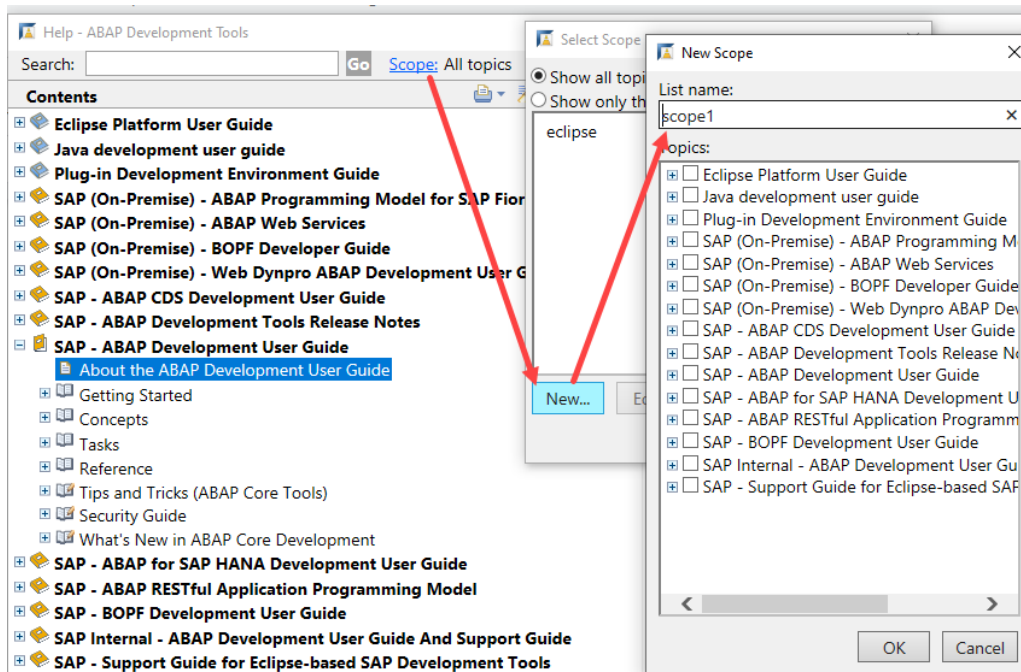 Help - ABAP Development Tools
Search:
Go
Scope: All topics
Contents
Eclipse Platform User Guide
Java development user guide
Plug-in Development Environment Guide
SAP (On-Premise) - ABAP Programming Model for SAP Fior
SAP (On-Premise) - ABAP Web Services
SAP (On-Premise) - BOPF Developer Guide
SAP (On-Premise) - Web Dynpro ABAP Development User G
SAP - ABAP CDS Development User Guide
SAP - ABAP Development Tools Release Notes
SAP - ABAP Development User Guide
About the ABAP Development User Guide
Getting Started
Concepts
Tasks
Reference
Tips and Tricks (ABAP Core Tools)
Security Guide
What's New in ABAP Core Development
SAP - ABAP for SAP HANA Development User Guide
SAP - ABAP RESTful Application Programming Model
SAP - BOPF Development User Guide
SAP Internal - ABAP Development User Guide And Support Guide
SAP - Support Guide for Eclipse-based SAP Development Tools
Select Scope
Show all topi
Show only th
eclipse
New...
Ed
New Scope
List name:
scope1
Topics:
Eclipse Platform User Guide
Java development user guide
Plug-in Development Environment Guide
SAP (On-Premise) - ABAP Programming M
SAP (On-Premise) - ABAP Web Services
SAP (On-Premise) - BOPF Developer Guide
SAP (On-Premise) - Web Dynpro ABAP Dev
SAP - ABAP CDS Development User Guide
SAP - ABAP Development Tools Release No
SAP - ABAP Development User Guide
SAP - ABAP for SAP HANA Development U
SAP - ABAP RESTful Application Programm
SAP - BOPF Development User Guide
SAP Internal - ABAP Development User Gu
SAP - Support Guide for Eclipse-based SAP
OK
Cancel